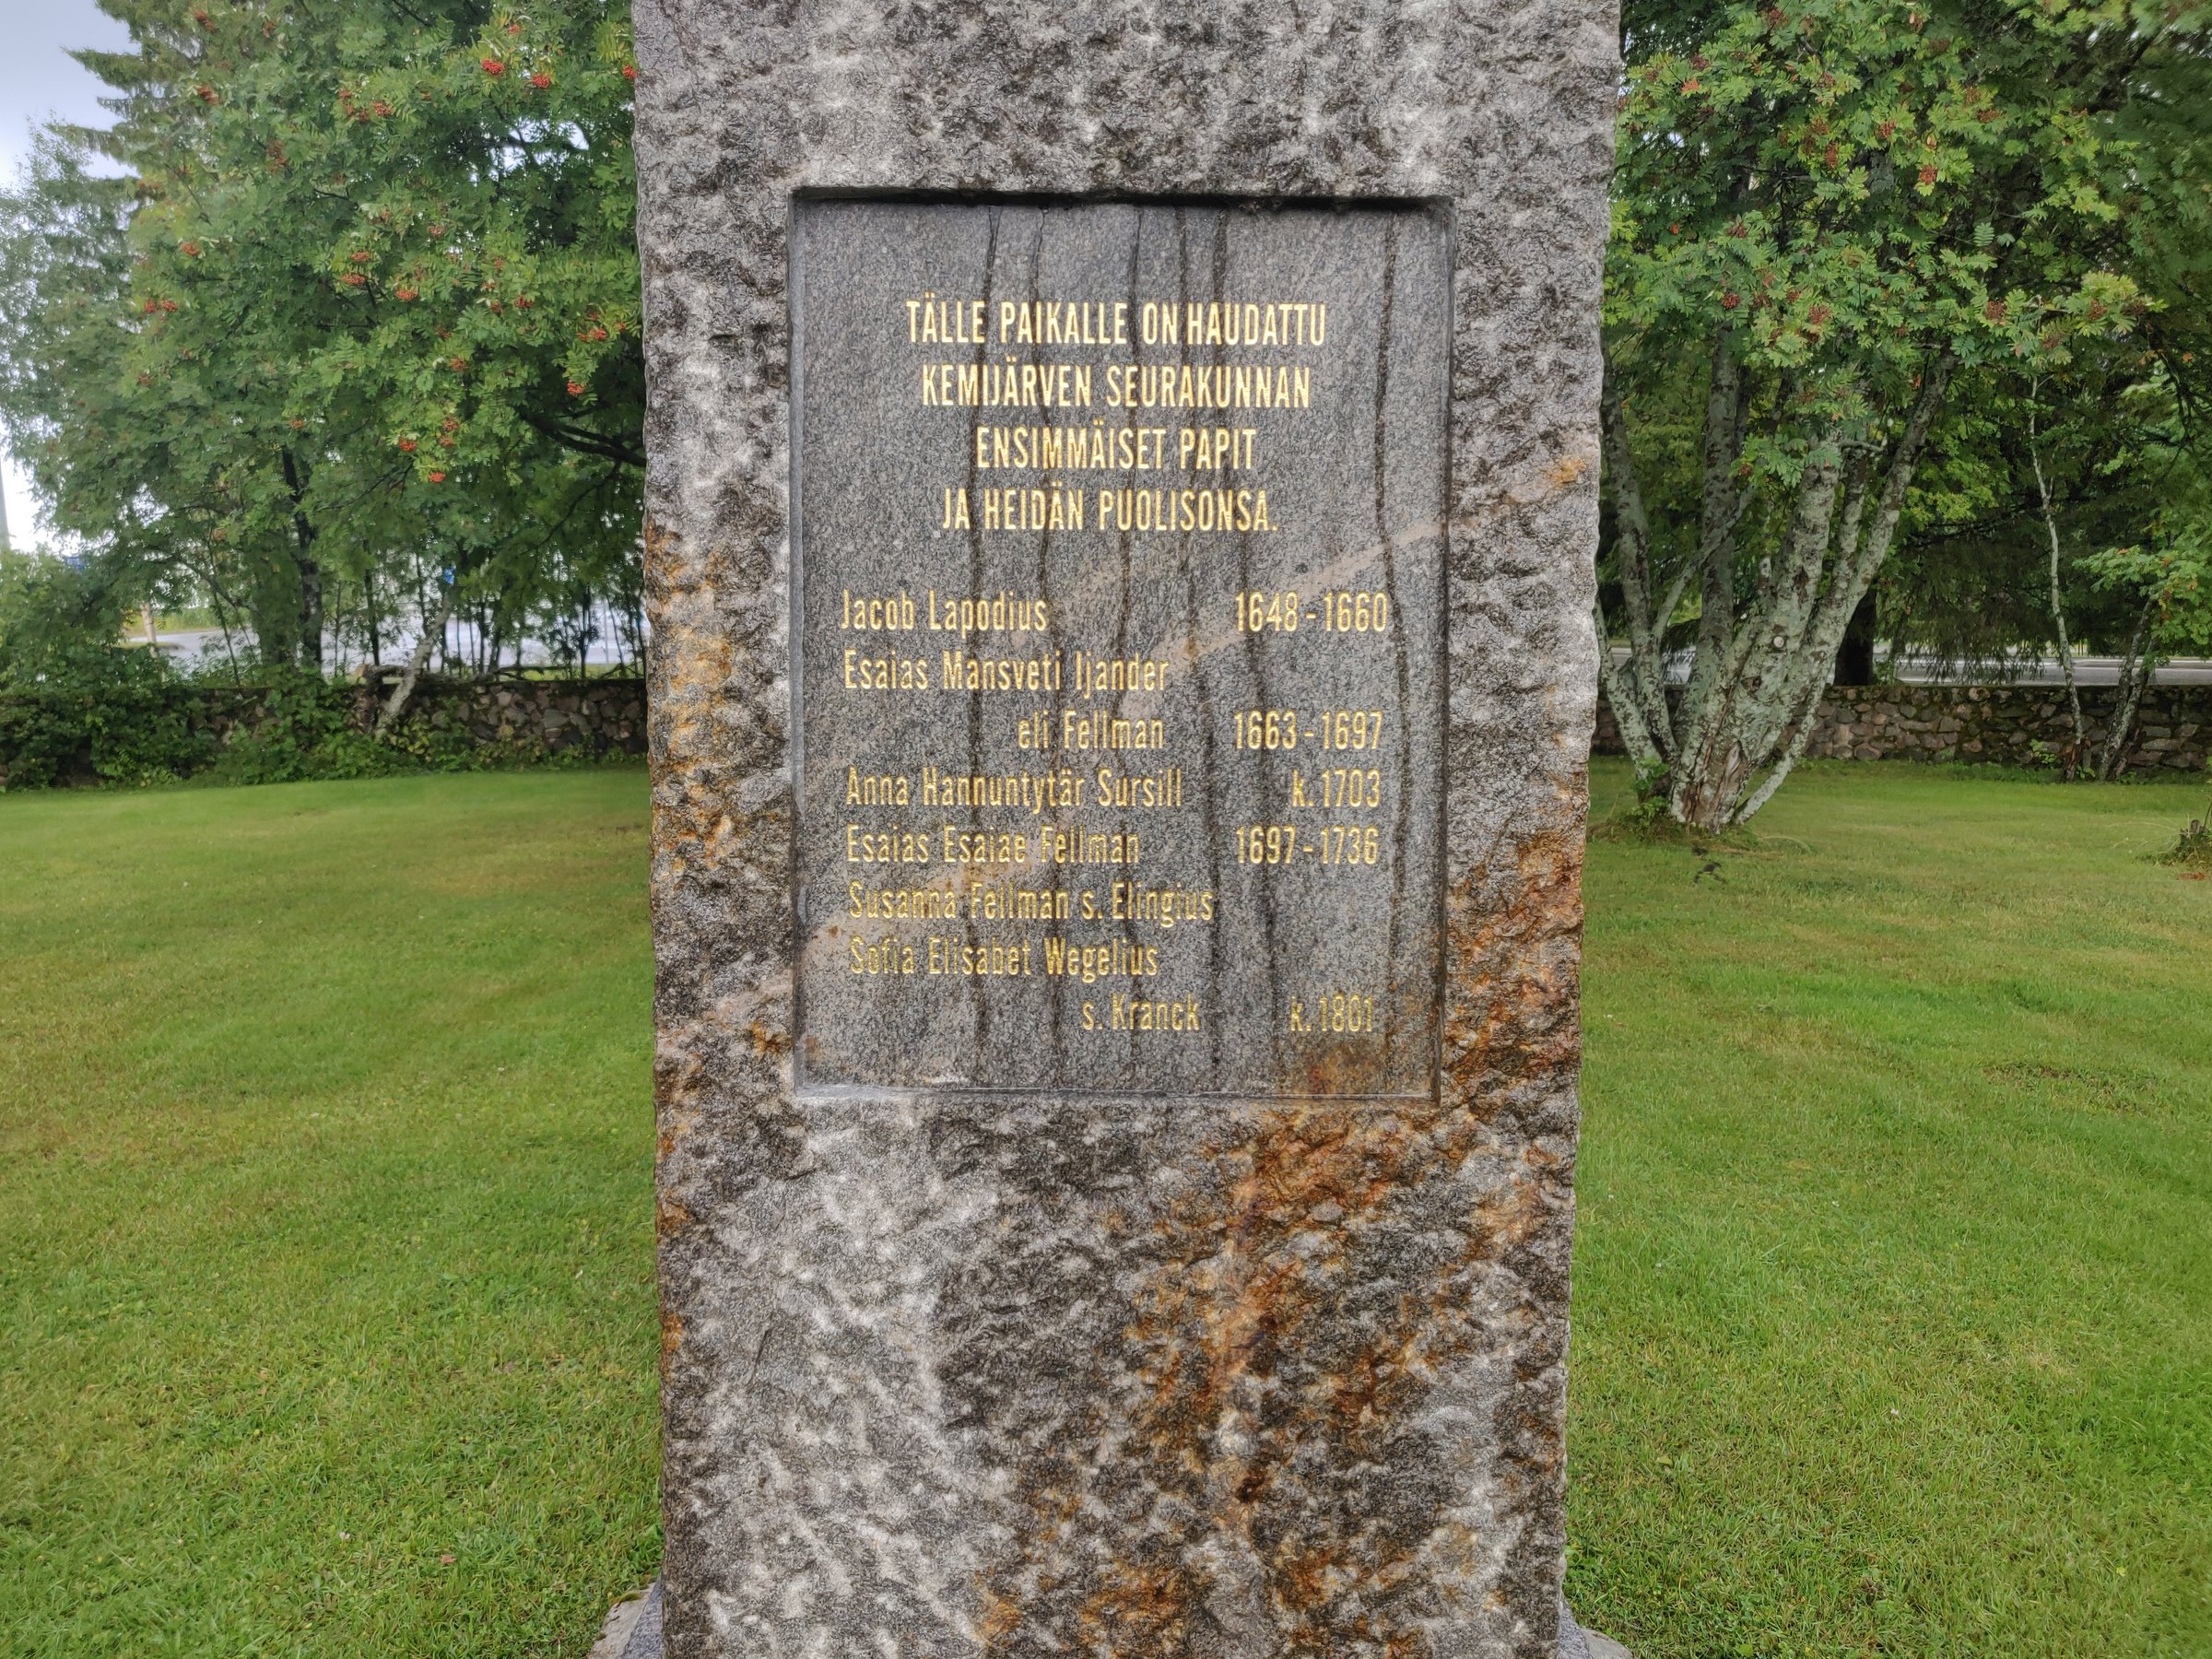 TÄLLE PAIKALLE ON HAUDATTU
KEMIJÄRVEN SEURAKUNNAN
ENSIMMÄISET PAPIT
JA HEIDÄN PUOLISONSA.
Jacob Lapodius 1648-1660
Esaias Mansveti Ijander
eli Fellman 1663-1697
Anna Hannuntytär Sursill k.1703
Esaias Esaiae Fellman 1697-1736
Susanna Fellman s. Elingius
Sofia Elisabet Wegelius
s. Kranck k.1801